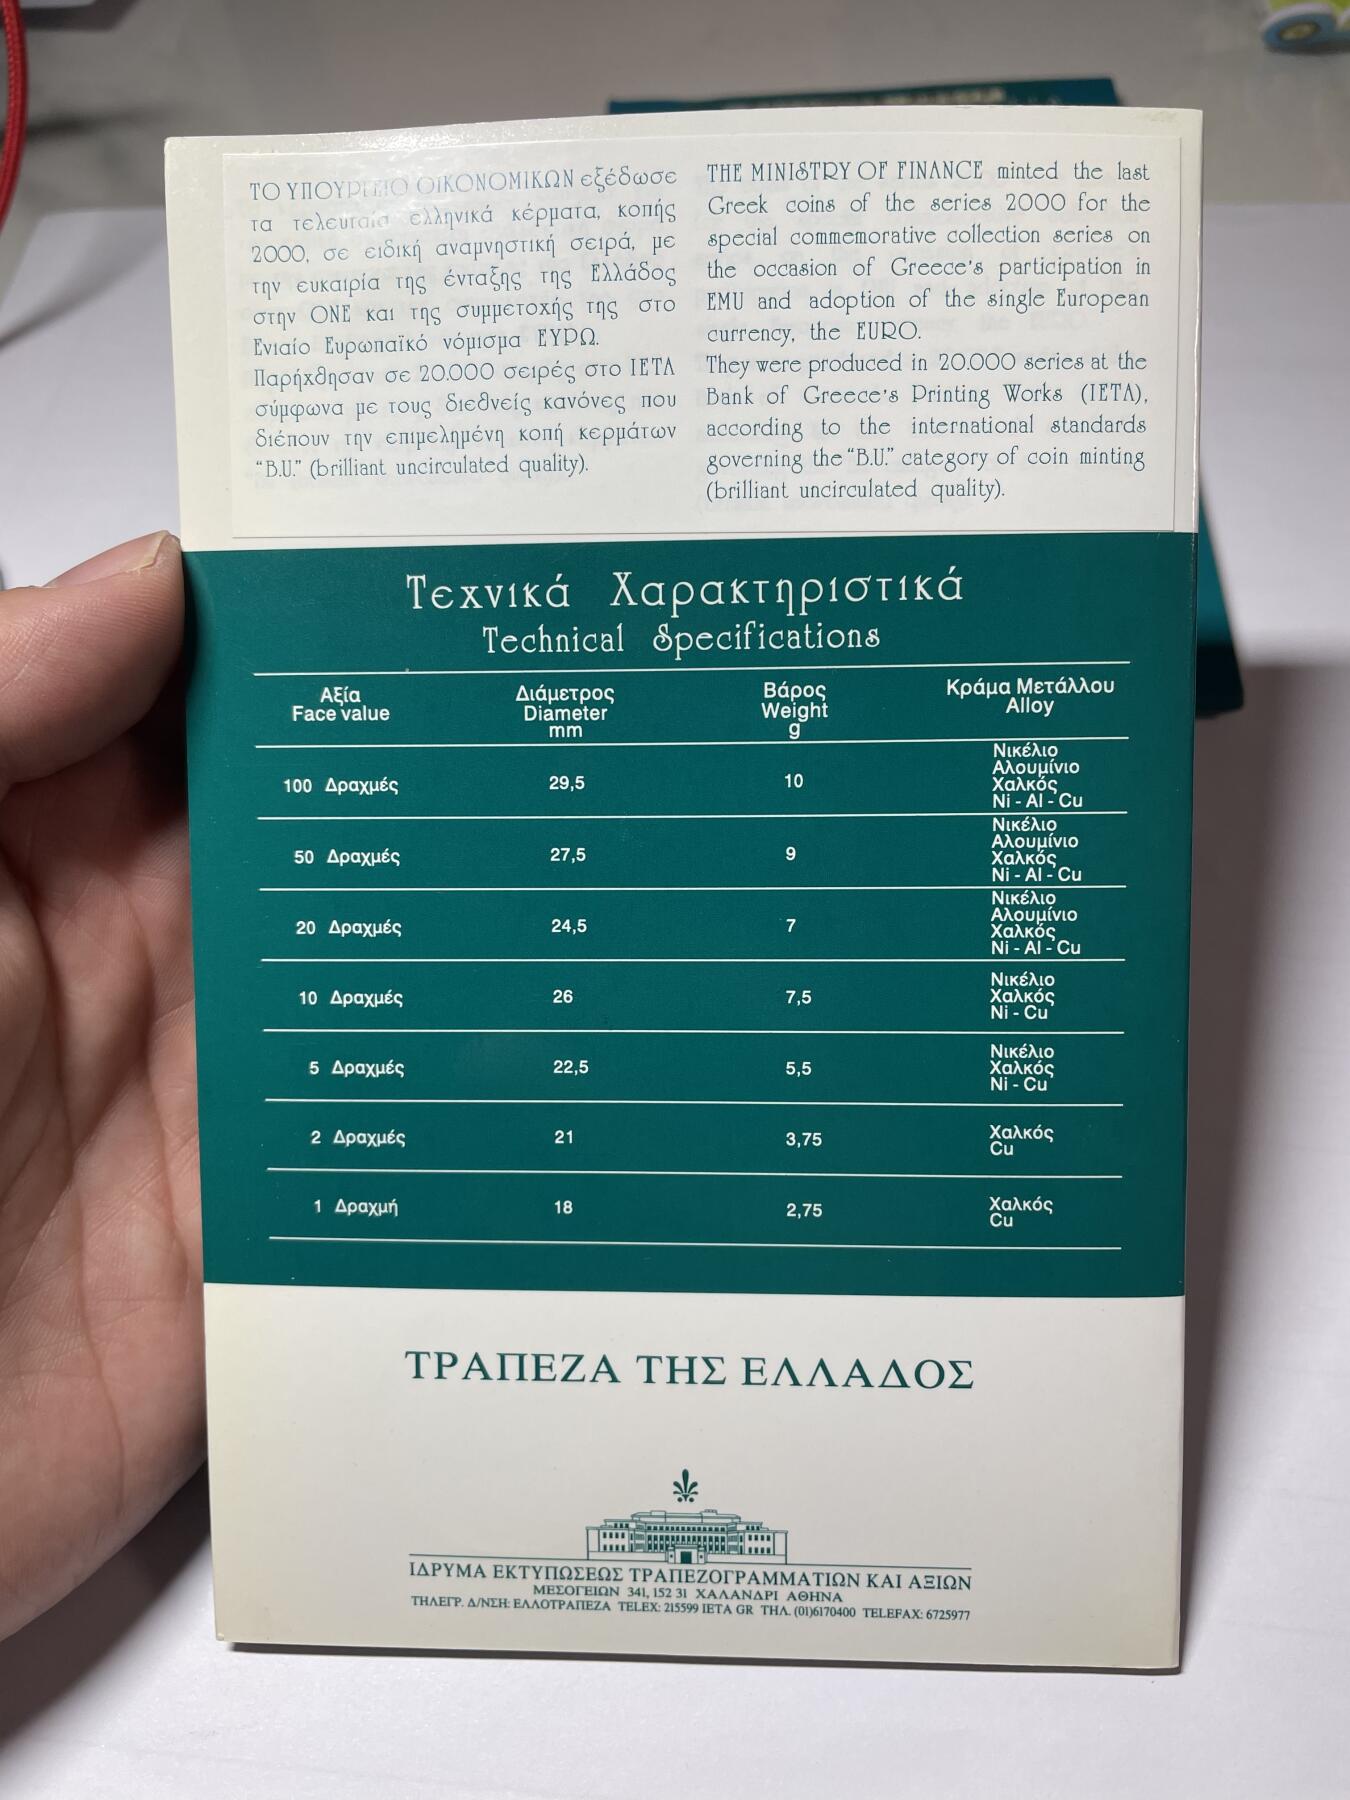 ΤΟ ΥΠΟΥΡΓΕΙΟ ΟΙΚΟΝΟΜΙΚΩΝ εξέδωσε
τα τελευταία ελληνικά κέρματα, κοπής
2000, σε ειδική αναμνηστική σειρά, με
την ευκαιρία της ένταξης της Ελλάδος
στην ΟΝΕ και της συμμετοχής της στο
Ενιαίο Ευρωπαϊκό νόμισμα ΕΥΡΩ.
Παρήχθησαν σε 20.000 σειρές στο ΙΕΤΑ
σύμφωνα με τους διεθνείς κανόνες που
διέπουν την επιμελημένη κοπή κερμάτων
“B.U.” (brilliant uncirculated quality).
THE MINISTRY OF FINANCE minted the last
Greek coins of the series 2000 for the
special commemorative collection series on
the occasion of Greece's participation in
EMU and adoption of the single European
currency, the EURO.
They were produced in 20.000 series at the
Bank of Greece's Printing Works (IETA),
according to the international standards
governing the “B.U.” category of coin minting
(brilliant uncirculated quality).
Τεχνικά Χαρακτηριστικά
Technical Specifications
Αξία Διάμετρος Βάρος Κράμα Μετάλλου
Face value Diameter Weight Alloy
mm g
100 Δραχμές 29,5 10 Νικέλιο
Αλουμίνιο
Χαλκός
Ni - Al - Cu
50 Δραχμές 27,5 9 Νικέλιο
Αλουμίνιο
Χαλκός
Ni - Al - Cu
20 Δραχμές 24,5 7 Νικέλιο
Αλουμίνιο
Χαλκός
Ni - Al - Cu
10 Δραχμές 26 7,5 Νικέλιο
Χαλκός
Ni - Cu
5 Δραχμές 22,5 5,5 Νικέλιο
Χαλκός
Ni - Cu
2 Δραχμές 21 3,75 Χαλκός
Cu
1 Δραχμή 18 2,75 Χαλκός
Cu
ΤΡΑΠΕΖΑ ΤΗΣ ΕΛΛΑΔΟΣ
ΙΔΡΥΜΑ ΕΚΤΥΠΩΣΕΩΣ ΤΡΑΠΕΖΟΓΡΑΜΜΑΤΙΩΝ ΚΑΙ ΑΞΙΩΝ
ΜΕΣΟΓΕΙΩΝ 341, 152 31 ΧΑΛΑΝΔΡΙ ΑΘΗΝΑ
ΤΗΛΕΓΡ. Δ/ΝΣΗ: ΕΛΛΟΤΡΑΠΕΖΑ TELEX: 215599 IETA GR ΤΗΛ. (01)6170400 TELEFAX: 6725977